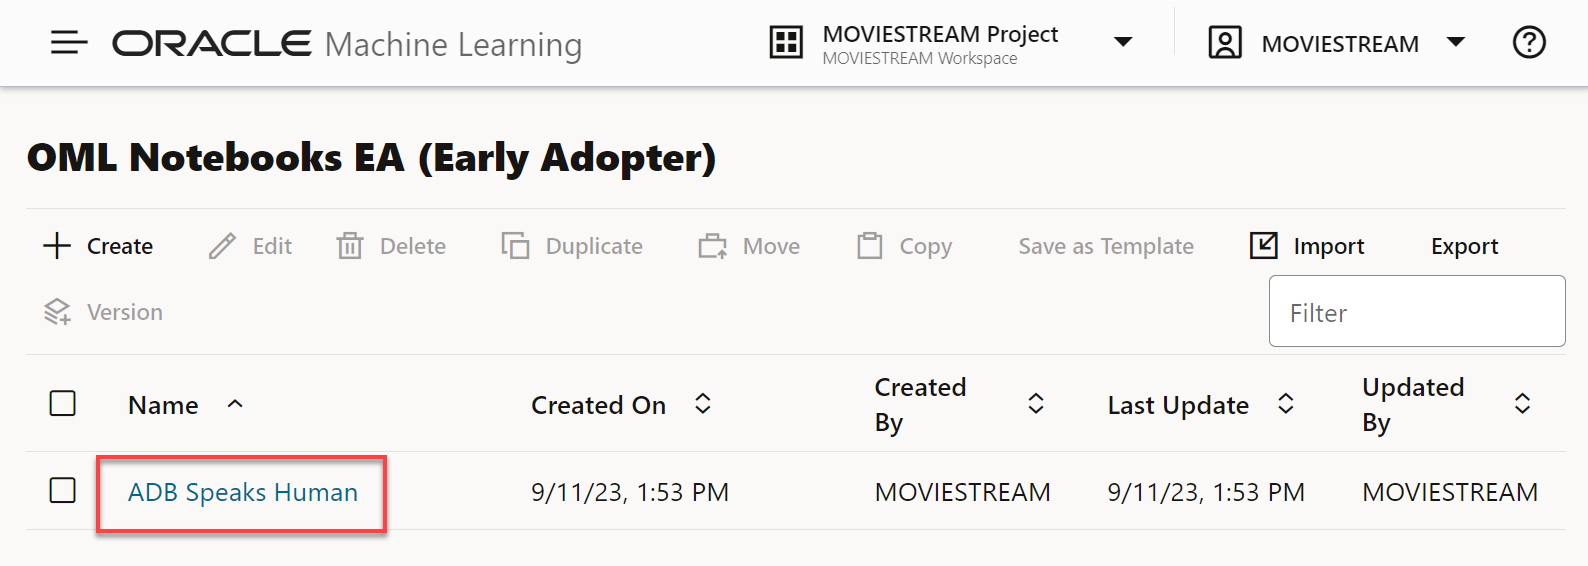 ORACLE Machine Learning
MOVIESTREAM Project
MOVIESTREAM Workspace
MOVIESTREAM
OML Notebooks EA (Early Adopter)
Create Edit Delete Duplicate Move Copy Save as Template Import Export
Version
Filter
Name Created On Created By Last Update Updated By
ADB Speaks Human 9/11/23, 1:53 PM MOVIESTREAM 9/11/23, 1:53 PM MOVIESTREAM